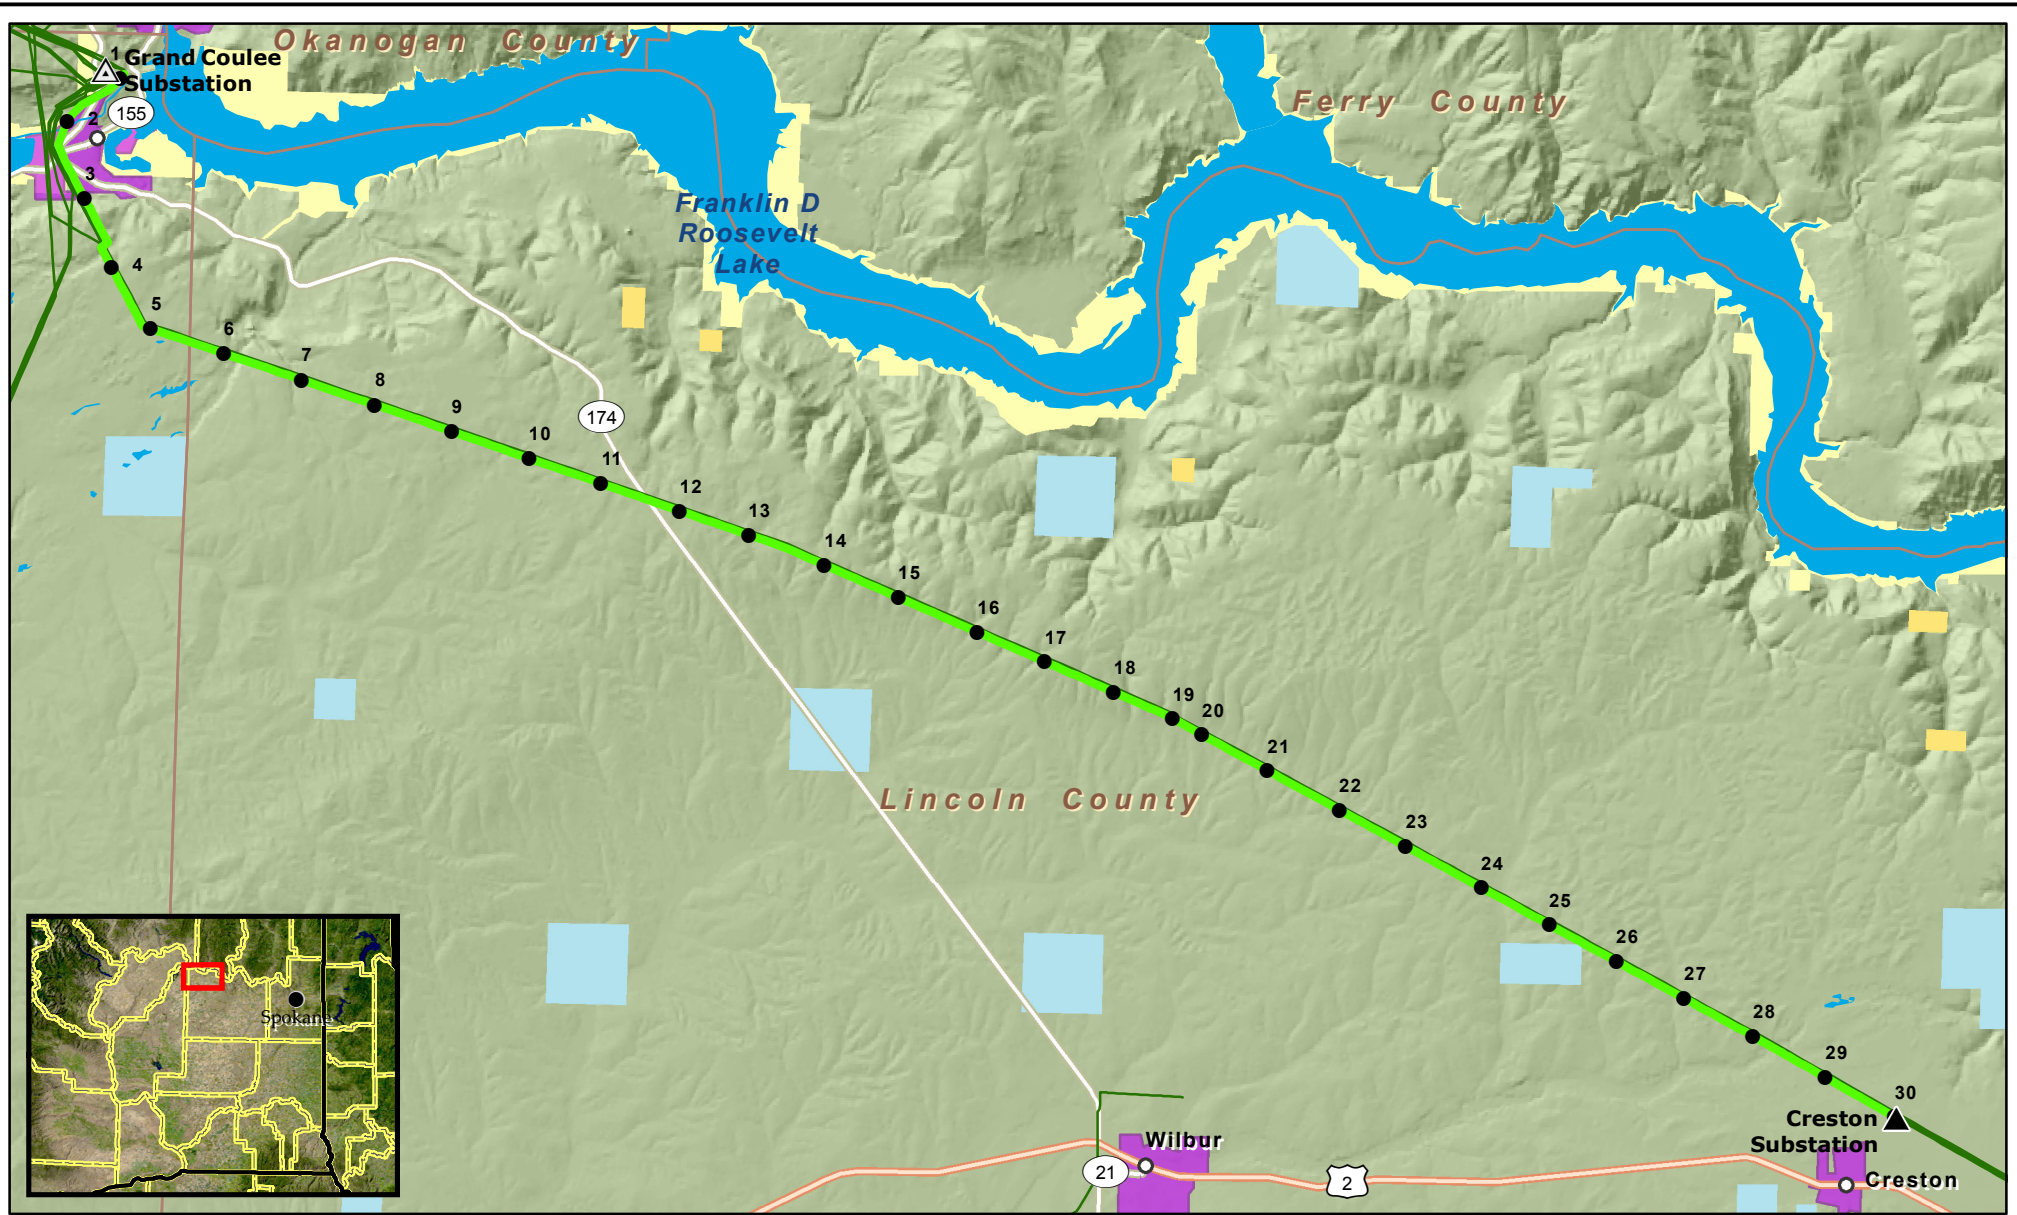 Okanogan County
1
Grand Coulee
Substation
155
2
3
4
5
6
7
8
9
10
11
12
13
14
15
16
17
18
19
20
21
22
23
24
25
26
27
28
29
30
Ferry County
Franklin D
Roosevelt
Lake
174
Lincoln County
Spokane
Creston
Substation
Wilbur
21
2
Creston